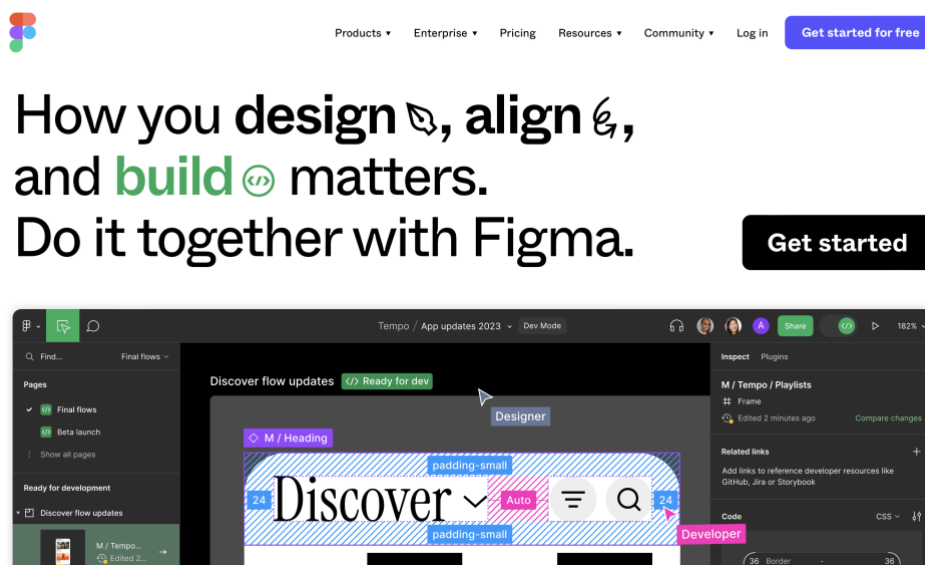 Products Enterprise Pricing Resources Community Log in Get started for free
How you design, align,
and build matters.
Do it together with Figma.
Get started
Tempo / App updates 2023 Dev Mode
A Share </> 182%
Find... Final flows
Pages
Final flows
Beta launch
Show all pages
Ready for development
Discover flow updates
M / Tempo...
Edited 2...
Discover flow updates </> Ready for dev
Designer
M / Heading
padding-small
24 Discover Auto 24
padding-small
Developer
Inspect Plugins
M / Tempo / Playlists
Frame
Edited 2 minutes ago Compare changes
Related links
Add links to reference developer resources like
GitHub, Jira or Storybook
Code CSS
36 Border - 36